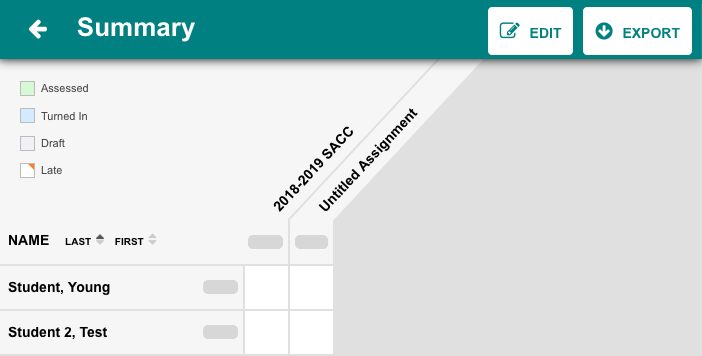 Summary
EDIT
EXPORT
Assessed
Turned In
Draft
Late
2018-2019 SACC
Untitled Assignment
NAME LAST FIRST
Student, Young
Student 2, Test